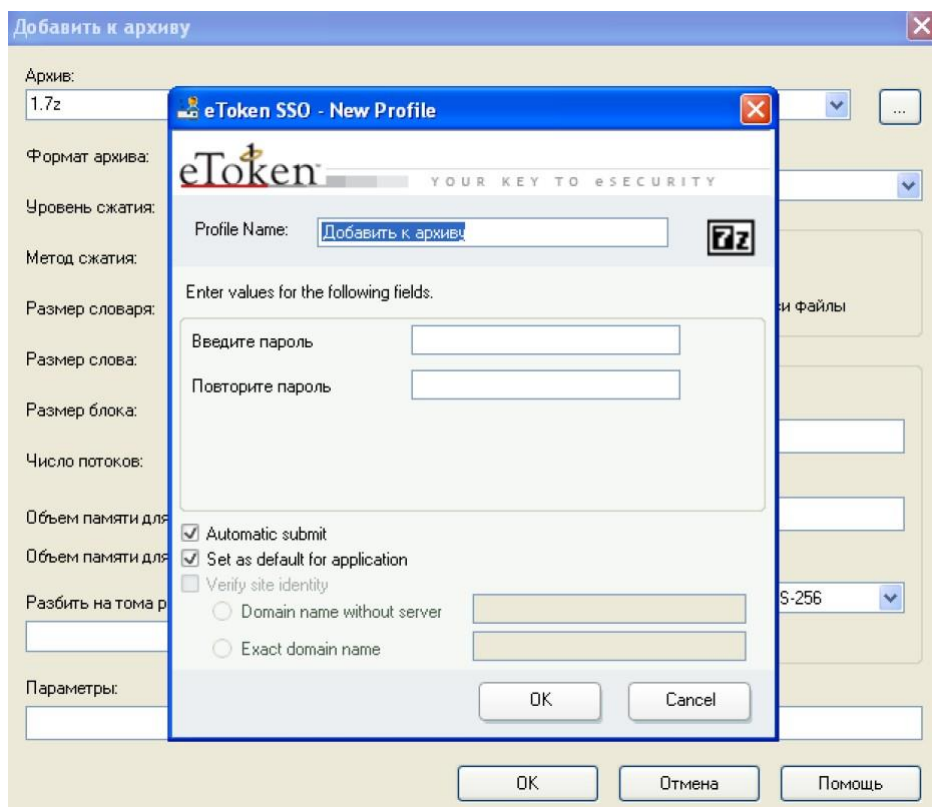 Добавить к архиву
Архив:
1.7z
...
Формат архива:
Уровень сжатия:
Метод сжатия:
Размер словаря:
и файлы
Размер слова:
Размер блока:
Число потоков:
Объем памяти для
Объем памяти для
Разбить на тома р
S-256
Параметры:
OK
Отмена
Помощь
eToken SSO - New Profile
eToken
YOUR KEY TO eSECURITY
Profile Name:
Добавить к архиву
7z
Enter values for the following fields.
Введите пароль
Повторите пароль
Automatic submit
Set as default for application
Verify site identity
Domain name without server
Exact domain name
OK
Cancel